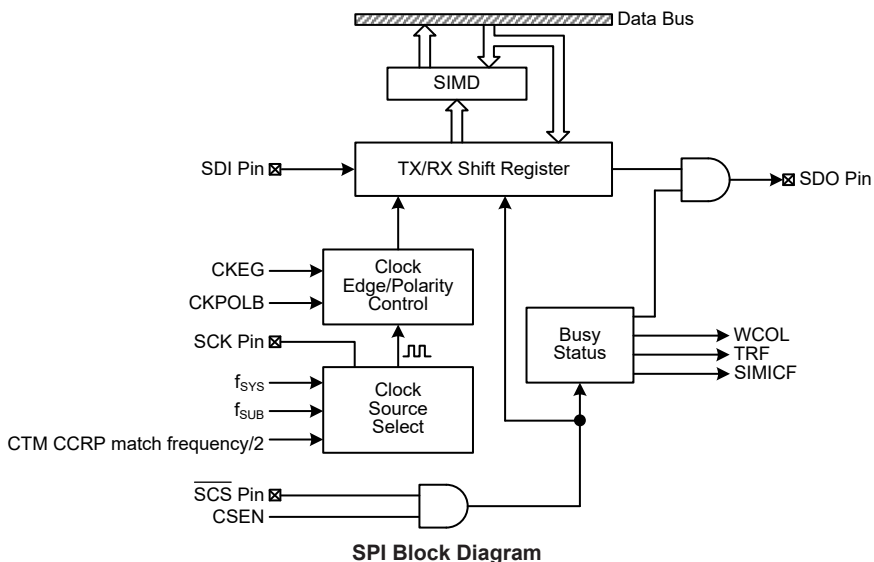 Data Bus
SIMD
SDI Pin
TX/RX Shift Register
SDO Pin
CKEG
CKPOLB
Clock
Edge/Polarity
Control
SCK Pin
Busy
Status
WCOL
TRF
SIMICF
fSYS
fSUB
CTM CCRP match frequency/2
Clock
Source
Select
SCS Pin
CSEN
SPI Block Diagram